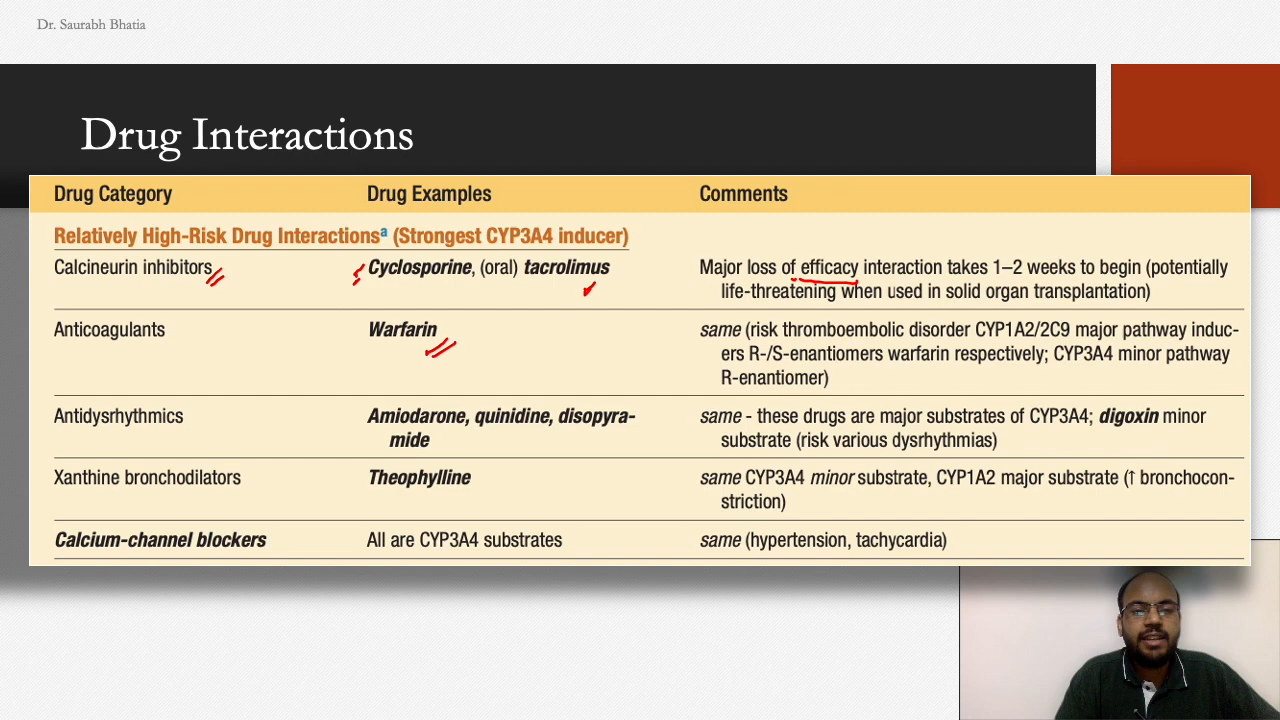 Dr. Saurabh Bhatia
Drug Interactions
Drug Category Drug Examples Comments
Relatively High-Risk Drug Interactionsª (Strongest CYP3A4 inducer)
Calcineurin inhibitors Cyclosporine, (oral) tacrolimus Major loss of efficacy interaction takes 1–2 weeks to begin (potentially
life-threatening when used in solid organ transplantation)
Anticoagulants Warfarin same (risk thromboembolic disorder CYP1A2/2C9 major pathway induc-
ers R-/S-enantiomers warfarin respectively; CYP3A4 minor pathway
R-enantiomer)
Antidysrhythmics Amiodarone, quinidine, disopyra- same - these drugs are major substrates of CYP3A4; digoxin minor
mide substrate (risk various dysrhythmias)
Xanthine bronchodilators Theophylline same CYP3A4 minor substrate, CYP1A2 major substrate (↑ bronchocon-
striction)
Calcium-channel blockers All are CYP3A4 substrates same (hypertension, tachycardia)